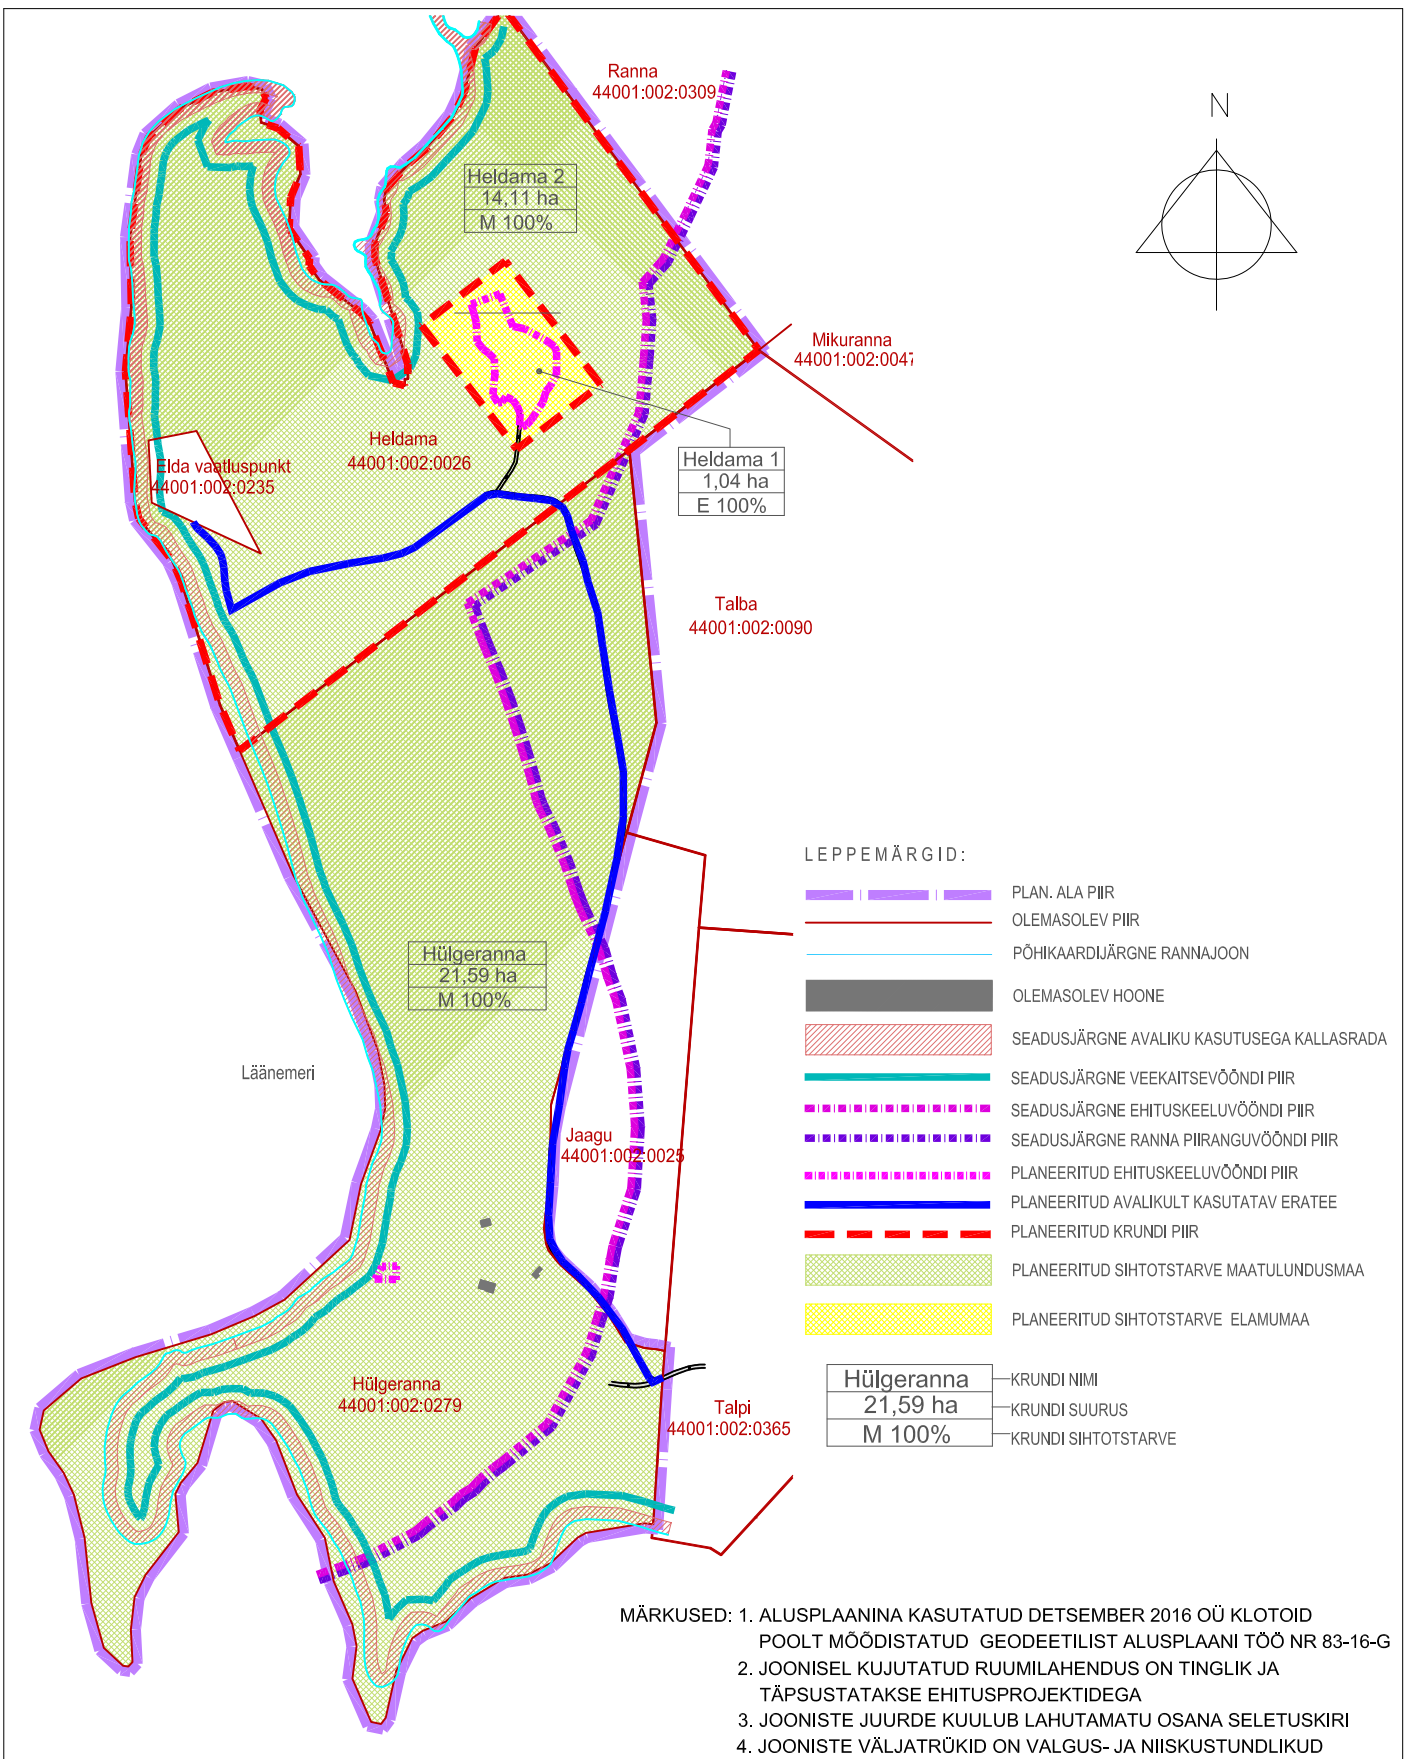 Ranna
44001:002:0309
N
Heldama 2
14,11 ha
M 100%
Mikuranna
44001:002:0047
Heldama
44001:002:0026
Elda vaatluspunkt
44001:002:0235
Heldama 1
1,04 ha
E 100%
Talba
44001:002:0090
Hülgeranna
21,59 ha
M 100%
Läänemeri
Jaagu
44001:002:0025
Hülgeranna
44001:002:0279
Talpi
44001:002:0365
LEPPEMÄRGID:
PLAN. ALA PIIR
OLEMASOLEV PIIR
PÕHIKAARDIJÄRGNE RANNAJOON
OLEMASOLEV HOONE
SEADUSJÄRGNE AVALIKU KASUTUSEGA KALLASRADA
SEADUSJÄRGNE VEEKAITSEVÖÖNDI PIIR
SEADUSJÄRGNE EHITUSKEELUVÖÖNDI PIIR
SEADUSJÄRGNE RANNA PIIRANGUVÖÖNDI PIIR
PLANEERITUD EHITUSKEELUVÖÖNDI PIIR
PLANEERITUD AVALIKULT KASUTATAV ERATEE
PLANEERITUD KRUNDI PIIR
PLANEERITUD SIHTOTSTARVE MAATULUNDUSMAA
PLANEERITUD SIHTOTSTARVE ELAMUMAA
Hülgeranna
21,59 ha
M 100%
KRUNDI NIMI
KRUNDI SUURUS
KRUNDI SIHTOTSTARVE
MÄRKUSED: 1. ALUSPLAANINA KASUTATUD DETSEMBER 2016 OÜ KLOTOID
POOLT MÕÕDISTATUD GEODEETILIST ALUSPLAANI TÖÖ NR 83-16-G
2. JOONISEL KUJUTATUD RUUMILAHENDUS ON TINGLIK JA
TÄPSUSTATAKSE EHITUSPROJEKTIDEGA
3. JOONISTE JUURDE KUULUB LAHUTAMATU OSANA SELETUSKIRI
4. JOONISTE VÄLJATRÜKID ON VALGUS- JA NIISKUSTUNDLIKUD